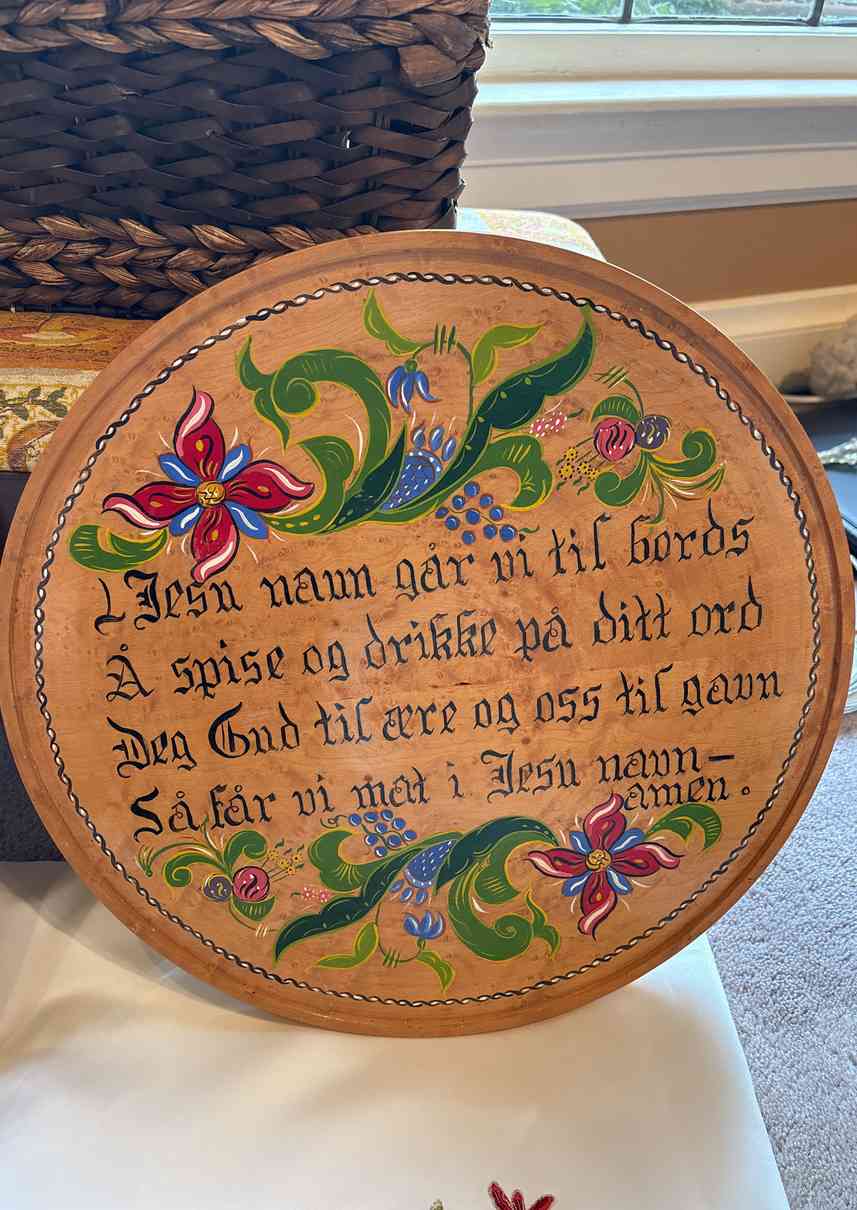 I Jesu navn går vi til bords
Å spise og drikke på ditt ord
Deg Gud til ære og oss til gavn
Så får vi mat i Jesu navn—
amen.